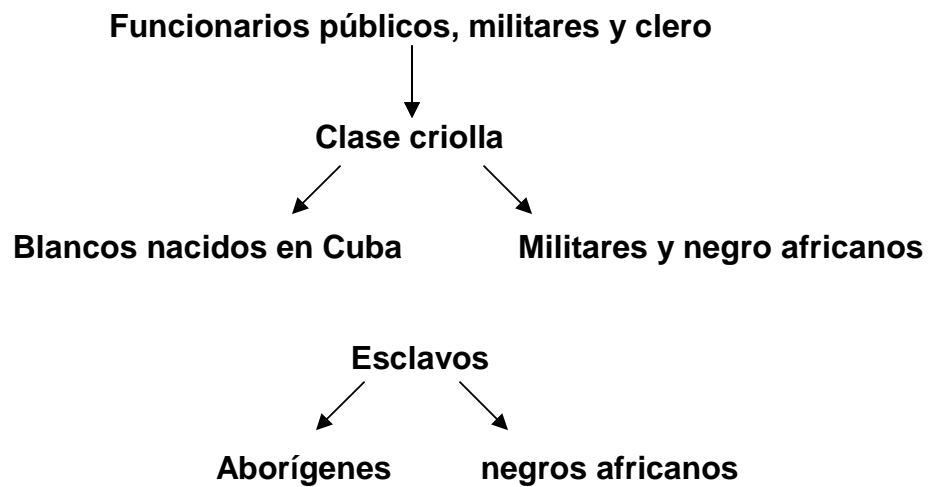 Funcionarios públicos, militares y clero
Clase criolla
Blancos nacidos en Cuba
Militares y negro africanos
Esclavos
Aborígenes
negros africanos